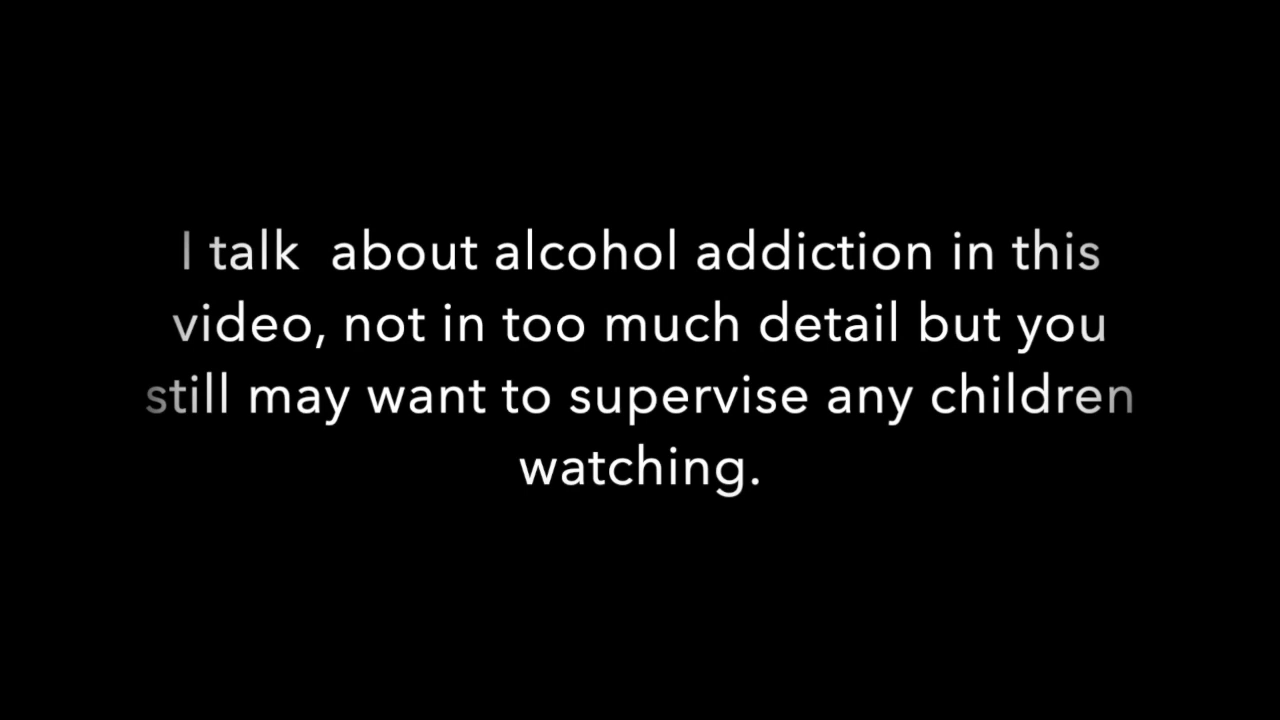 I talk  about alcohol addiction in this
video, not in too much detail but you
still may want to supervise any children
watching.